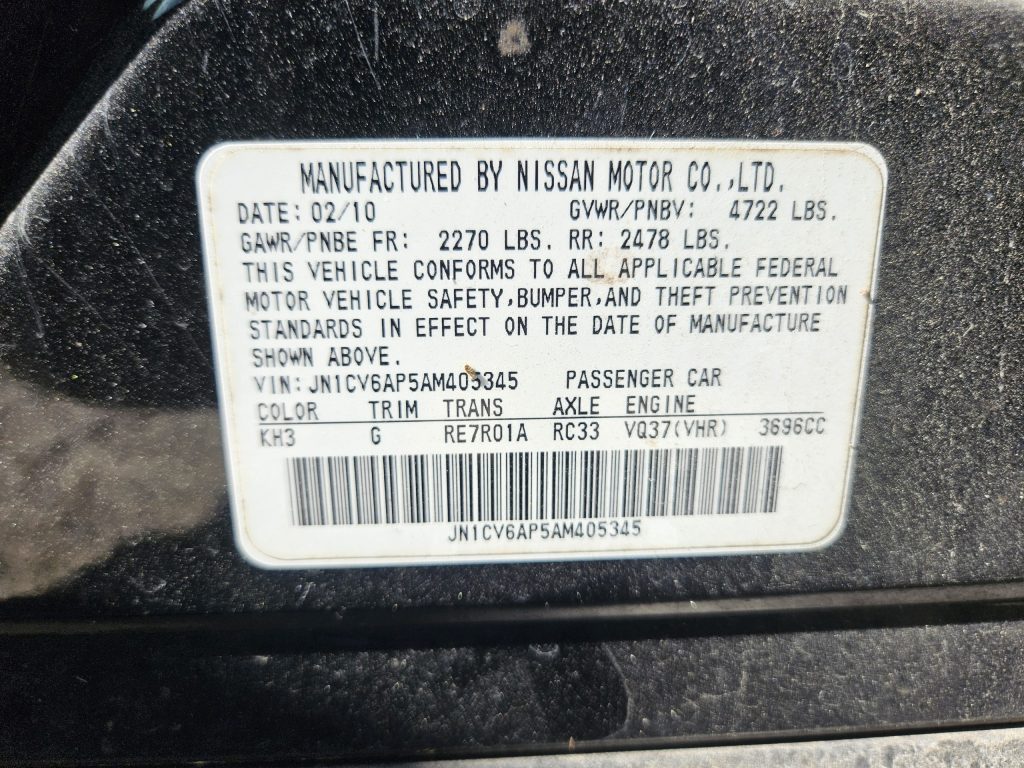 MANUFACTURED BY NISSAN MOTOR CO.,LTD.
DATE: 02/10 GVWR/PNBV: 4722 LBS.
GAWR/PNBE FR: 2270 LBS. RR: 2478 LBS.
THIS VEHICLE CONFORMS TO ALL APPLICABLE FEDERAL
MOTOR VEHICLE SAFETY,BUMPER,AND THEFT PREVENTION
STANDARDS IN EFFECT ON THE DATE OF MANUFACTURE
SHOWN ABOVE.
VIN: JN1CV6AP5AM405345 PASSENGER CAR
COLOR TRIM TRANS AXLE ENGINE
KH3 G RE7R01A RC33 VQ37(VHR) 3696CC
JN1CV6AP5AM405345